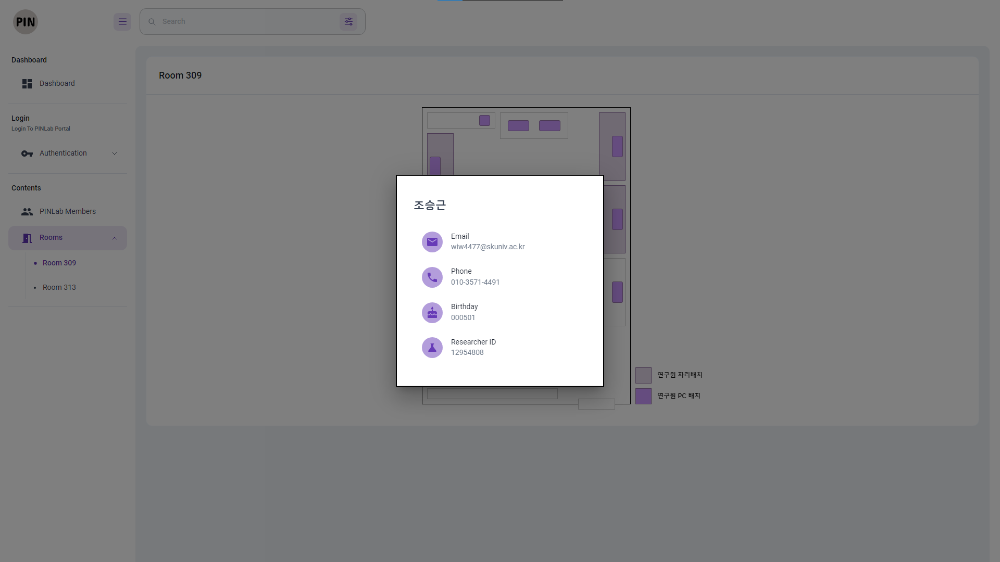 PIN
Search
Dashboard
Dashboard
Login
Login To PINLab Portal
Authentication
Contents
PINLab Members
Rooms
Room 309
Room 313
Room 309
조승근
Email
wiw4477@skuniv.ac.kr
Phone
010-3571-4491
Birthday
000501
Researcher ID
12954808
연구원 자리배치
연구원 PC 배치